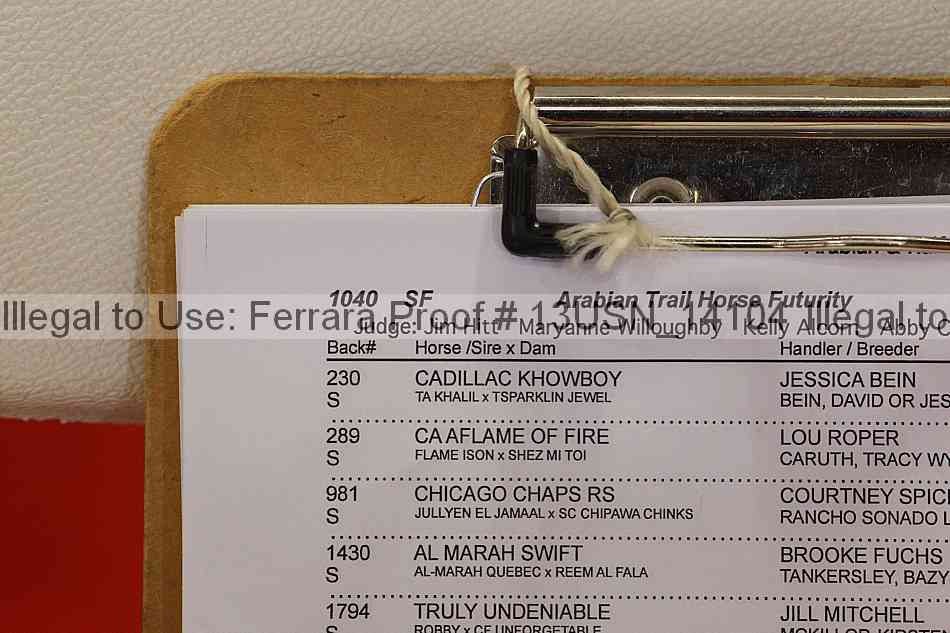 1040 SF Arabian Trail Horse Futurity
Illegal to Use: Ferrara Proof # 13USN_14104 Illegal to
Judge: Jim Hitt Maryanne Willoughby Kelly Alcorn Abby
Back# Horse /Sire x Dam Handler / Breeder
230 CADILLAC KHOWBOY JESSICA BEIN
S TA KHALIL x TSPARKLIN JEWEL BEIN, DAVID OR
289 CA AFLAME OF FIRE LOU ROPER
S FLAME ISON x SHEZ MI TOI CARUTH, TRACY
981 CHICAGO CHAPS RS COURTNEY
S JULLYEN EL JAMAAL x SC CHIPAWA CHINKS RANCHO SONADO
1430 AL MARAH SWIFT BROOKE FUCHS
S AL-MARAH QUEBEC x REEM AL FALA TANKERSLEY, BAZY
1794 TRULY UNDENIABLE JILL MITCHELL
S ROBBY x CF UNFORGETABLE